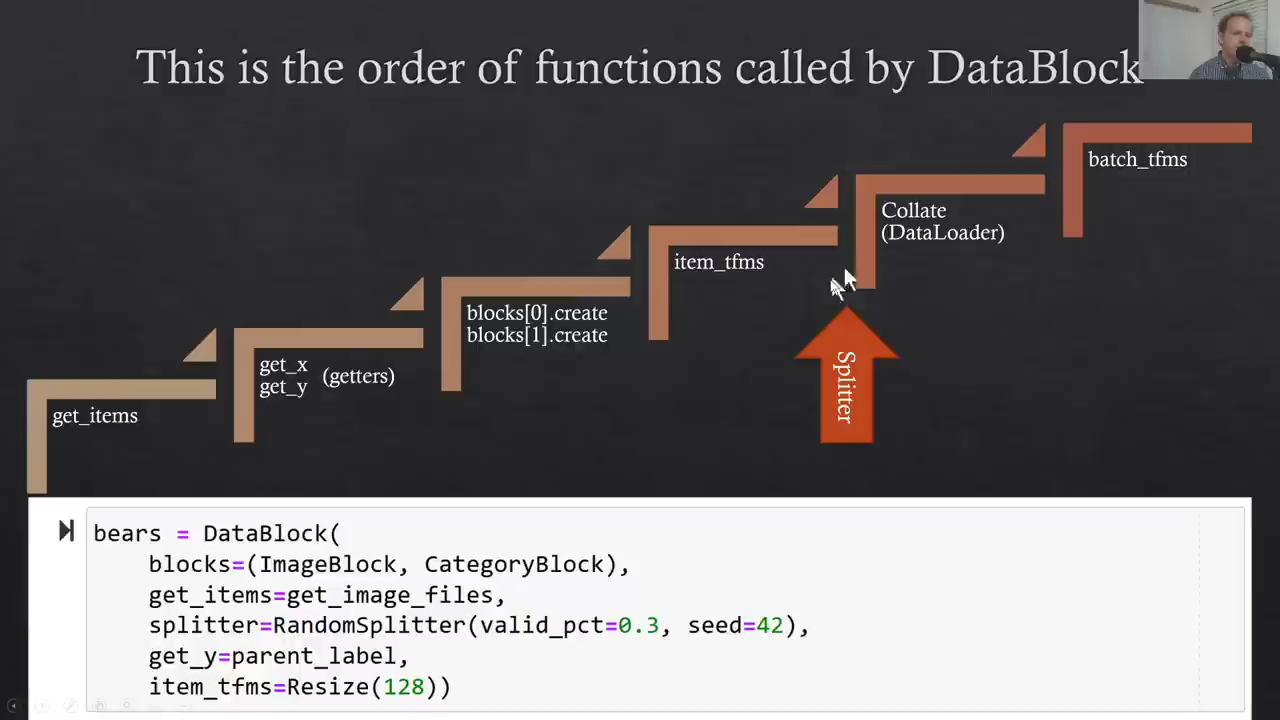 This is the order of functions called by DataBlock
batch_tfms
Collate
(DataLoader)
item_tfms
blocks[0].create
blocks[1].create
get_x
get_y (getters)
get_items
Splitter
bears = DataBlock(
    blocks=(ImageBlock, CategoryBlock),
    get_items=get_image_files,
    splitter=RandomSplitter(valid_pct=0.3, seed=42),
    get_y=parent_label,
    item_tfms=Resize(128))